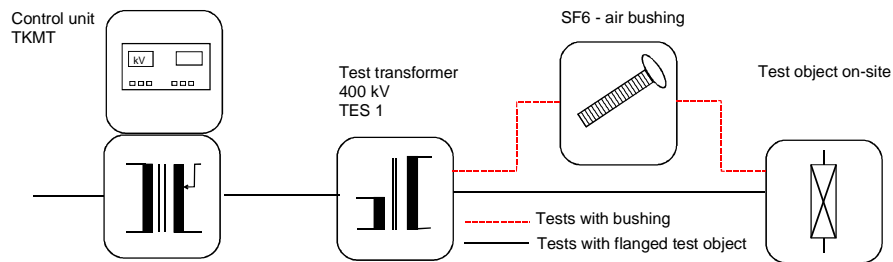 Control unit
TKMT
kV
Test transformer
400 kV
TES 1
SF6 - air bushing
Test object on-site
Tests with bushing
Tests with flanged test object